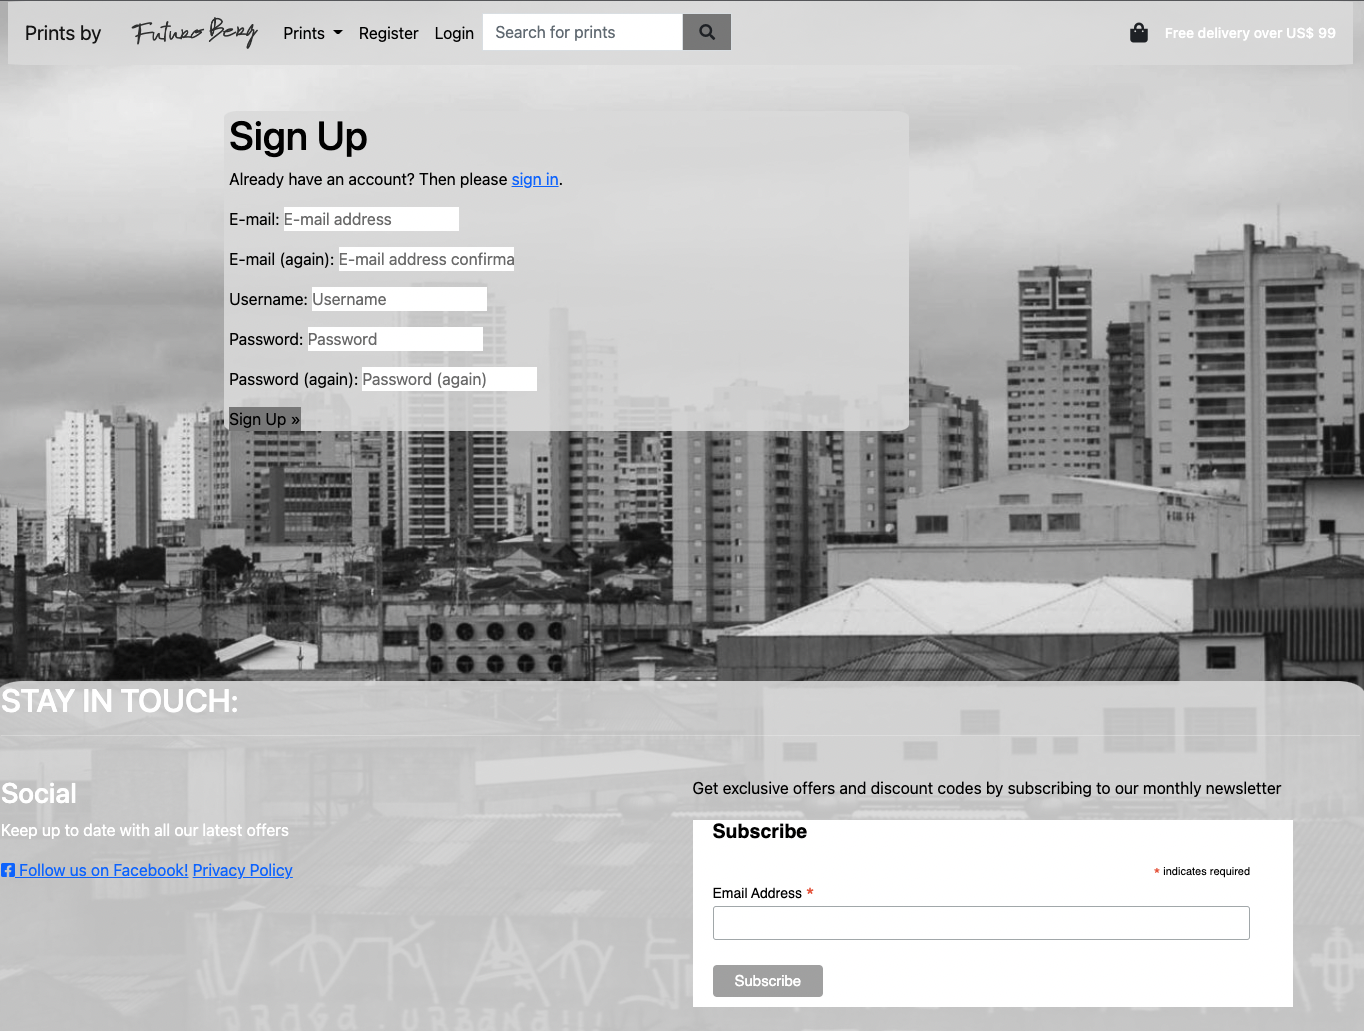 Prints by Futuro Berg Prints Register Login Search for prints Free delivery over US$ 99
Sign Up
Already have an account? Then please sign in.
E-mail: E-mail address
E-mail (again): E-mail address confirma
Username: Username
Password: Password
Password (again): Password (again)
Sign Up »
STAY IN TOUCH:
Social
Keep up to date with all our latest offers
Follow us on Facebook! Privacy Policy
Get exclusive offers and discount codes by subscribing to our monthly newsletter
Subscribe
* indicates required
Email Address *
Subscribe